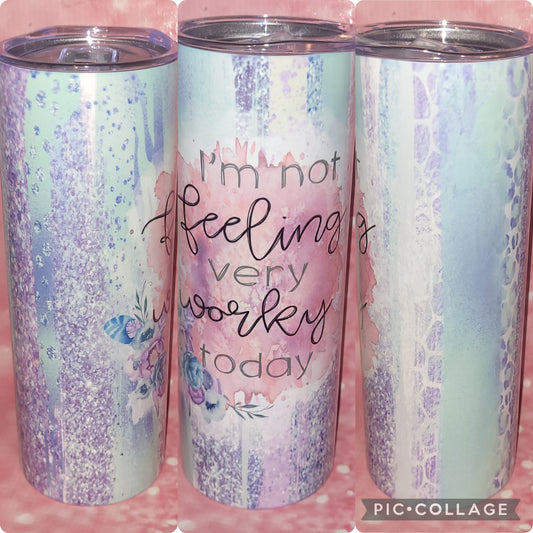 I'm not
feeling
very
worky
today
PIC•COLLAGE